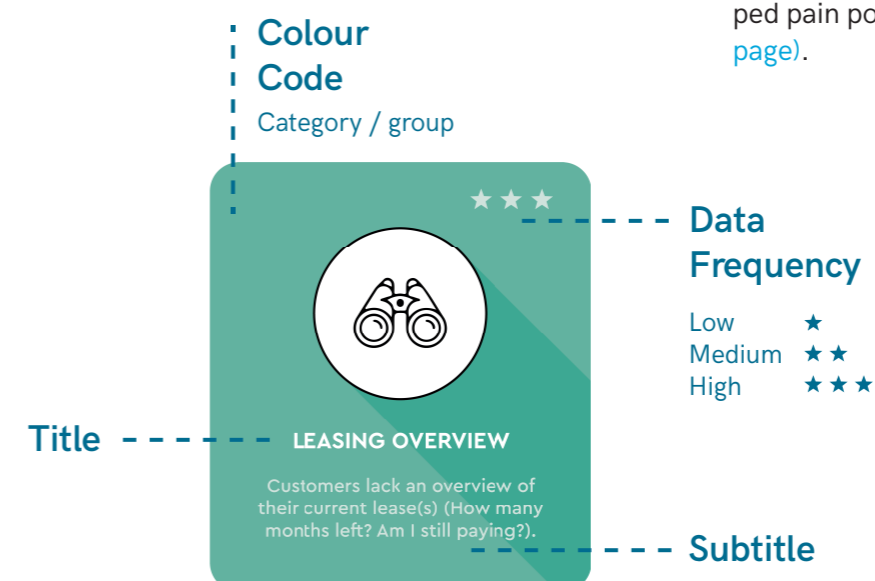 ped pain po
page).
Colour
Code
Category / group
★★★
Data
Frequency
Low ★
Medium ★★
High ★★★
Title
LEASING OVERVIEW
Customers lack an overview of
their current lease(s) (How many
months left? Am I still paying?).
Subtitle